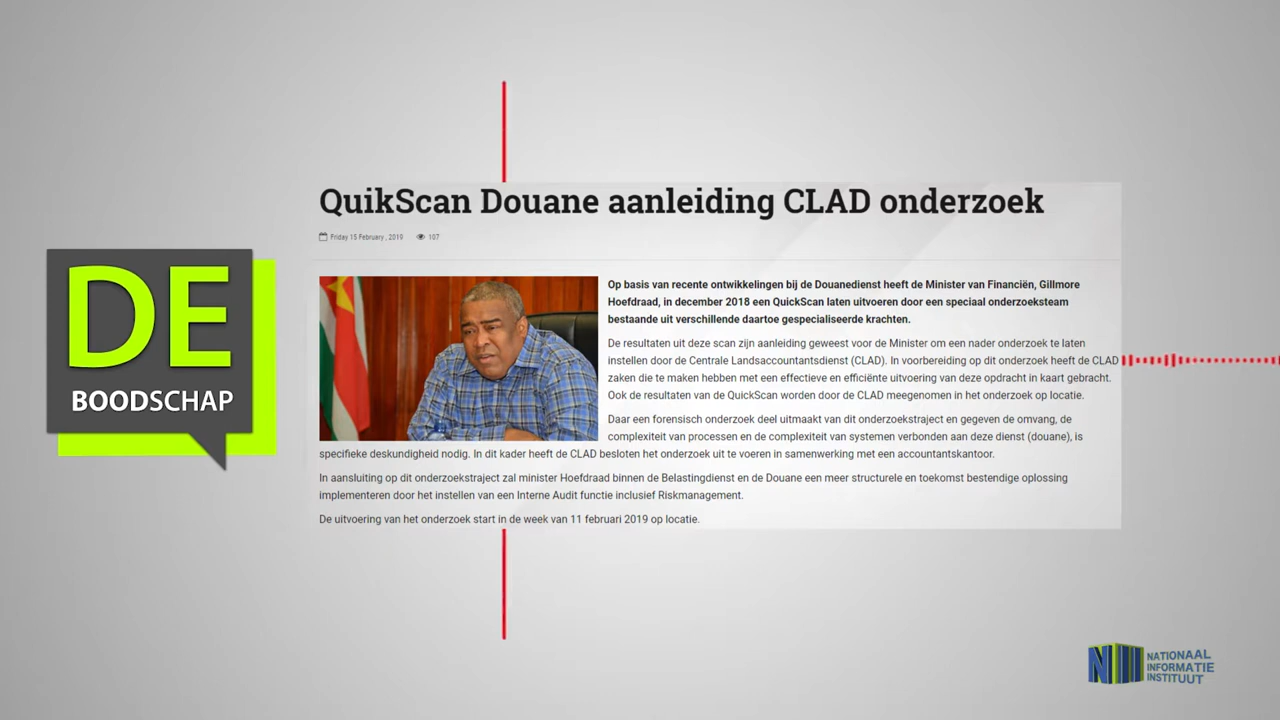 DE
BOODSCHAP
QuikScan Douane aanleiding CLAD onderzoek
Friday 15 February , 2019 107
Op basis van recente ontwikkelingen bij de Douanedienst heeft de Minister van Financiën, Gillmore
Hoefdraad, in december 2018 een QuickScan laten uitvoeren door een speciaal onderzoeksteam
bestaande uit verschillende daartoe gespecialiseerde krachten.
De resultaten uit deze scan zijn aanleiding geweest voor de Minister om een nader onderzoek te laten
instellen door de Centrale Landsaccountantsdienst (CLAD). In voorbereiding op dit onderzoek heeft de CLAD
zaken die te maken hebben met een effectieve en efficiënte uitvoering van deze opdracht in kaart gebracht.
Ook de resultaten van de QuickScan worden door de CLAD meegenomen in het onderzoek op locatie.
Daar een forensisch onderzoek deel uitmaakt van dit onderzoekstraject en gegeven de omvang, de
complexiteit van processen en de complexiteit van systemen verbonden aan deze dienst (douane), is
specifieke deskundigheid nodig. In dit kader heeft de CLAD besloten het onderzoek uit te voeren in samenwerking met een accountantskantoor.
In aansluiting op dit onderzoekstraject zal minister Hoefdraad binnen de Belastingdienst en de Douane een meer structurele en toekomst bestendige oplossing
implementeren door het instellen van een Interne Audit functie inclusief Riskmanagement.
De uitvoering van het onderzoek start in de week van 11 februari 2019 op locatie.
NII
NATIONAAL
INFORMATIE
INSTITUUT